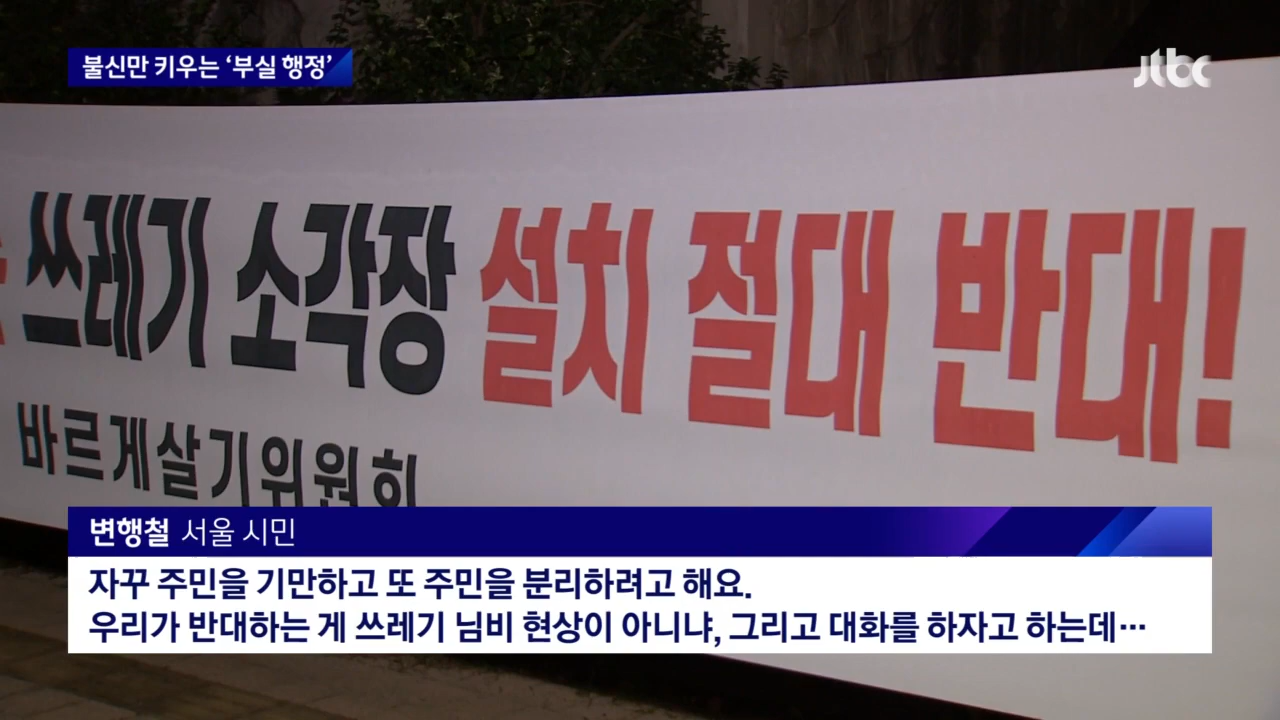 불신만 키우는 ‘부실 행정’
jtbc
쓰레기 소각장 설치 절대 반대!
바르게살기위원회
변행철 서울 시민
자꾸 주민을 기만하고 또 주민을 분리하려고 해요.
우리가 반대하는 게 쓰레기 님비 현상이 아니냐, 그리고 대화를 하자고 하는데…